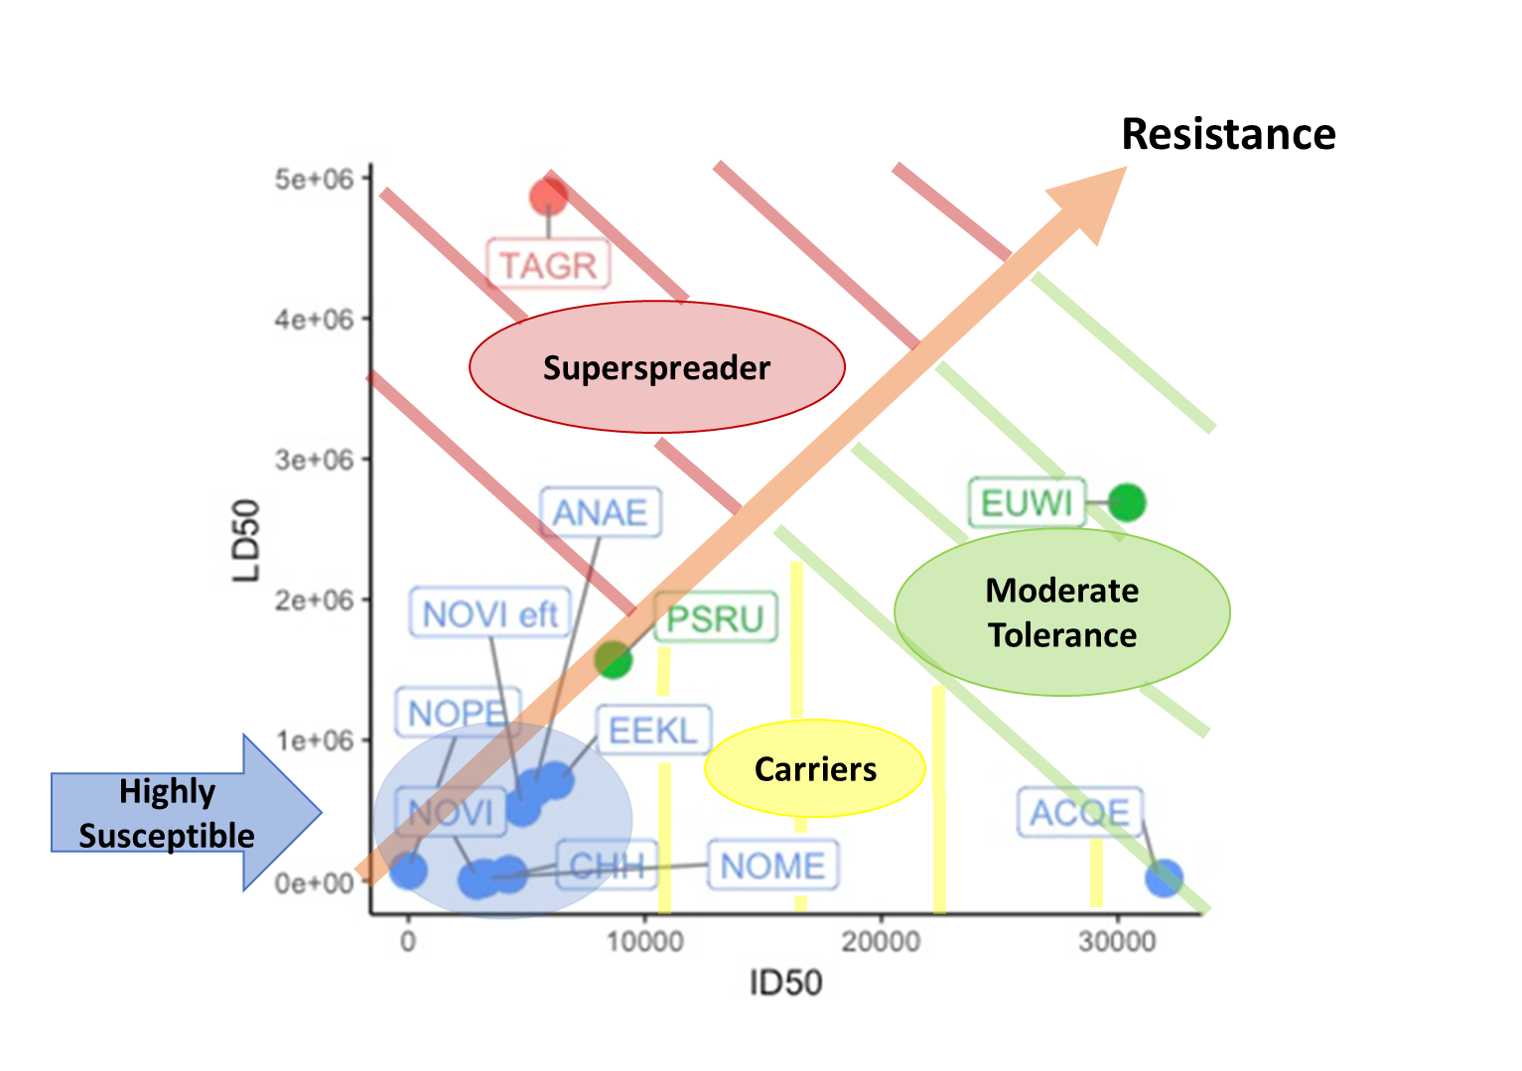 Resistance
5e+06
TAGR
4e+06
Superspreader
3e+06
ANAE
EUWI
LD50
Moderate
Tolerance
2e+06
NOVI eft
PSRU
NOPE
EEKL
1e+06
Carriers
Highly
Susceptible
NOVI
ACOE
CHH
NOME
0e+00
0
10000
20000
30000
ID50